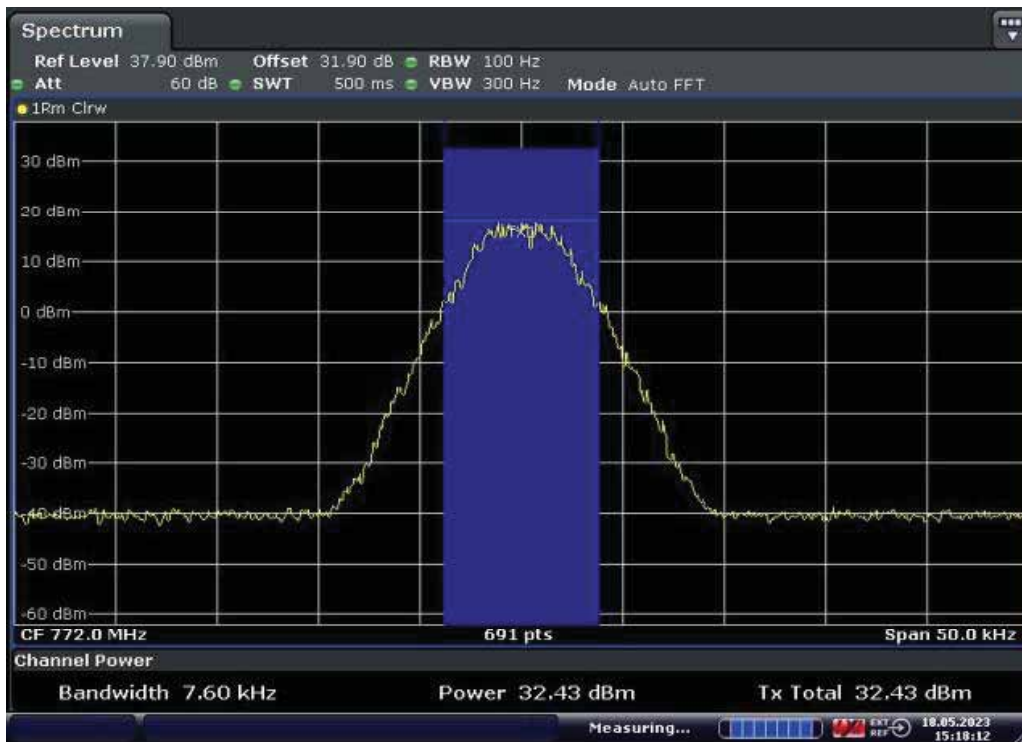 Spectrum
Ref Level 37.90 dBm Offset 31.90 dB RBW 100 Hz
Att 60 dB SWT 500 ms VBW 300 Hz Mode Auto FFT
1Rm Clrw
30 dBm
20 dBm
10 dBm
0 dBm
-10 dBm
-20 dBm
-30 dBm
-40 dBm
-50 dBm
-60 dBm
CF 772.0 MHz 691 pts Span 50.0 kHz
Channel Power
Bandwidth 7.60 kHz Power 32.43 dBm Tx Total 32.43 dBm
Measuring... EXT REF 18.05.2023
15:18:12